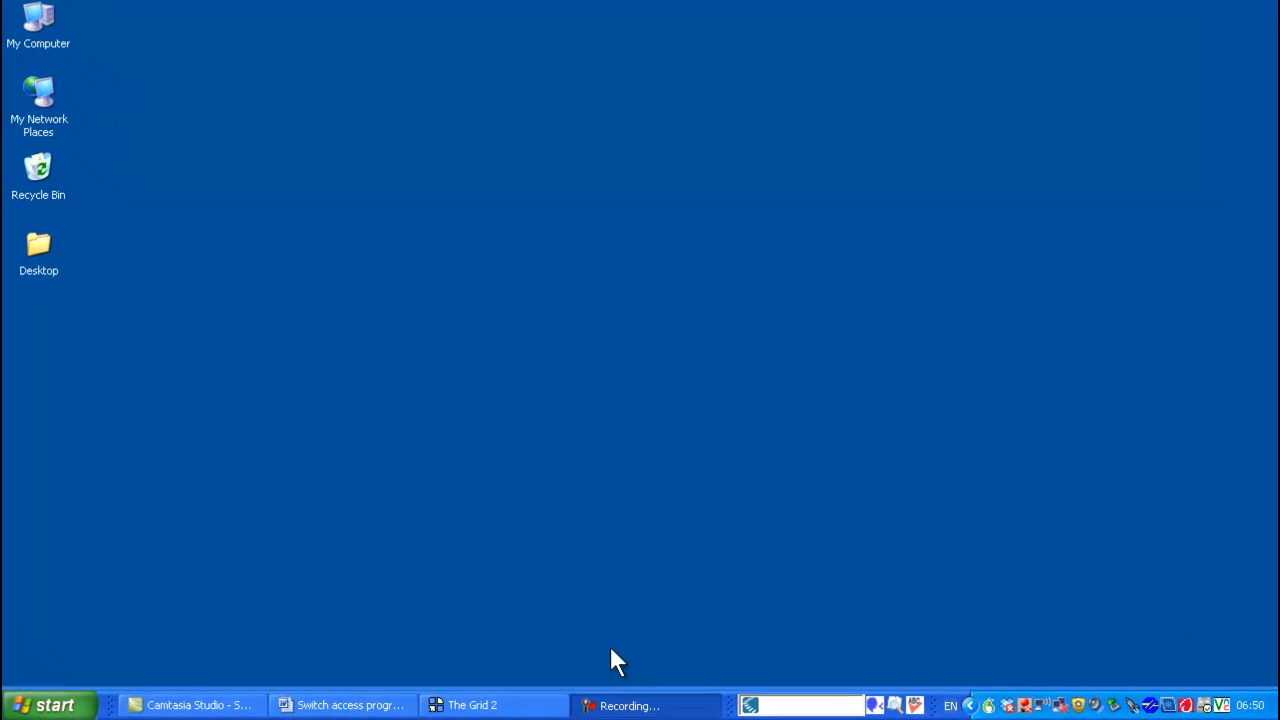 My Computer
My Network
Places
Recycle Bin
Desktop
start
Camtasia Studio - S...
Switch access progr...
The Grid 2
Recording...
EN
06:50